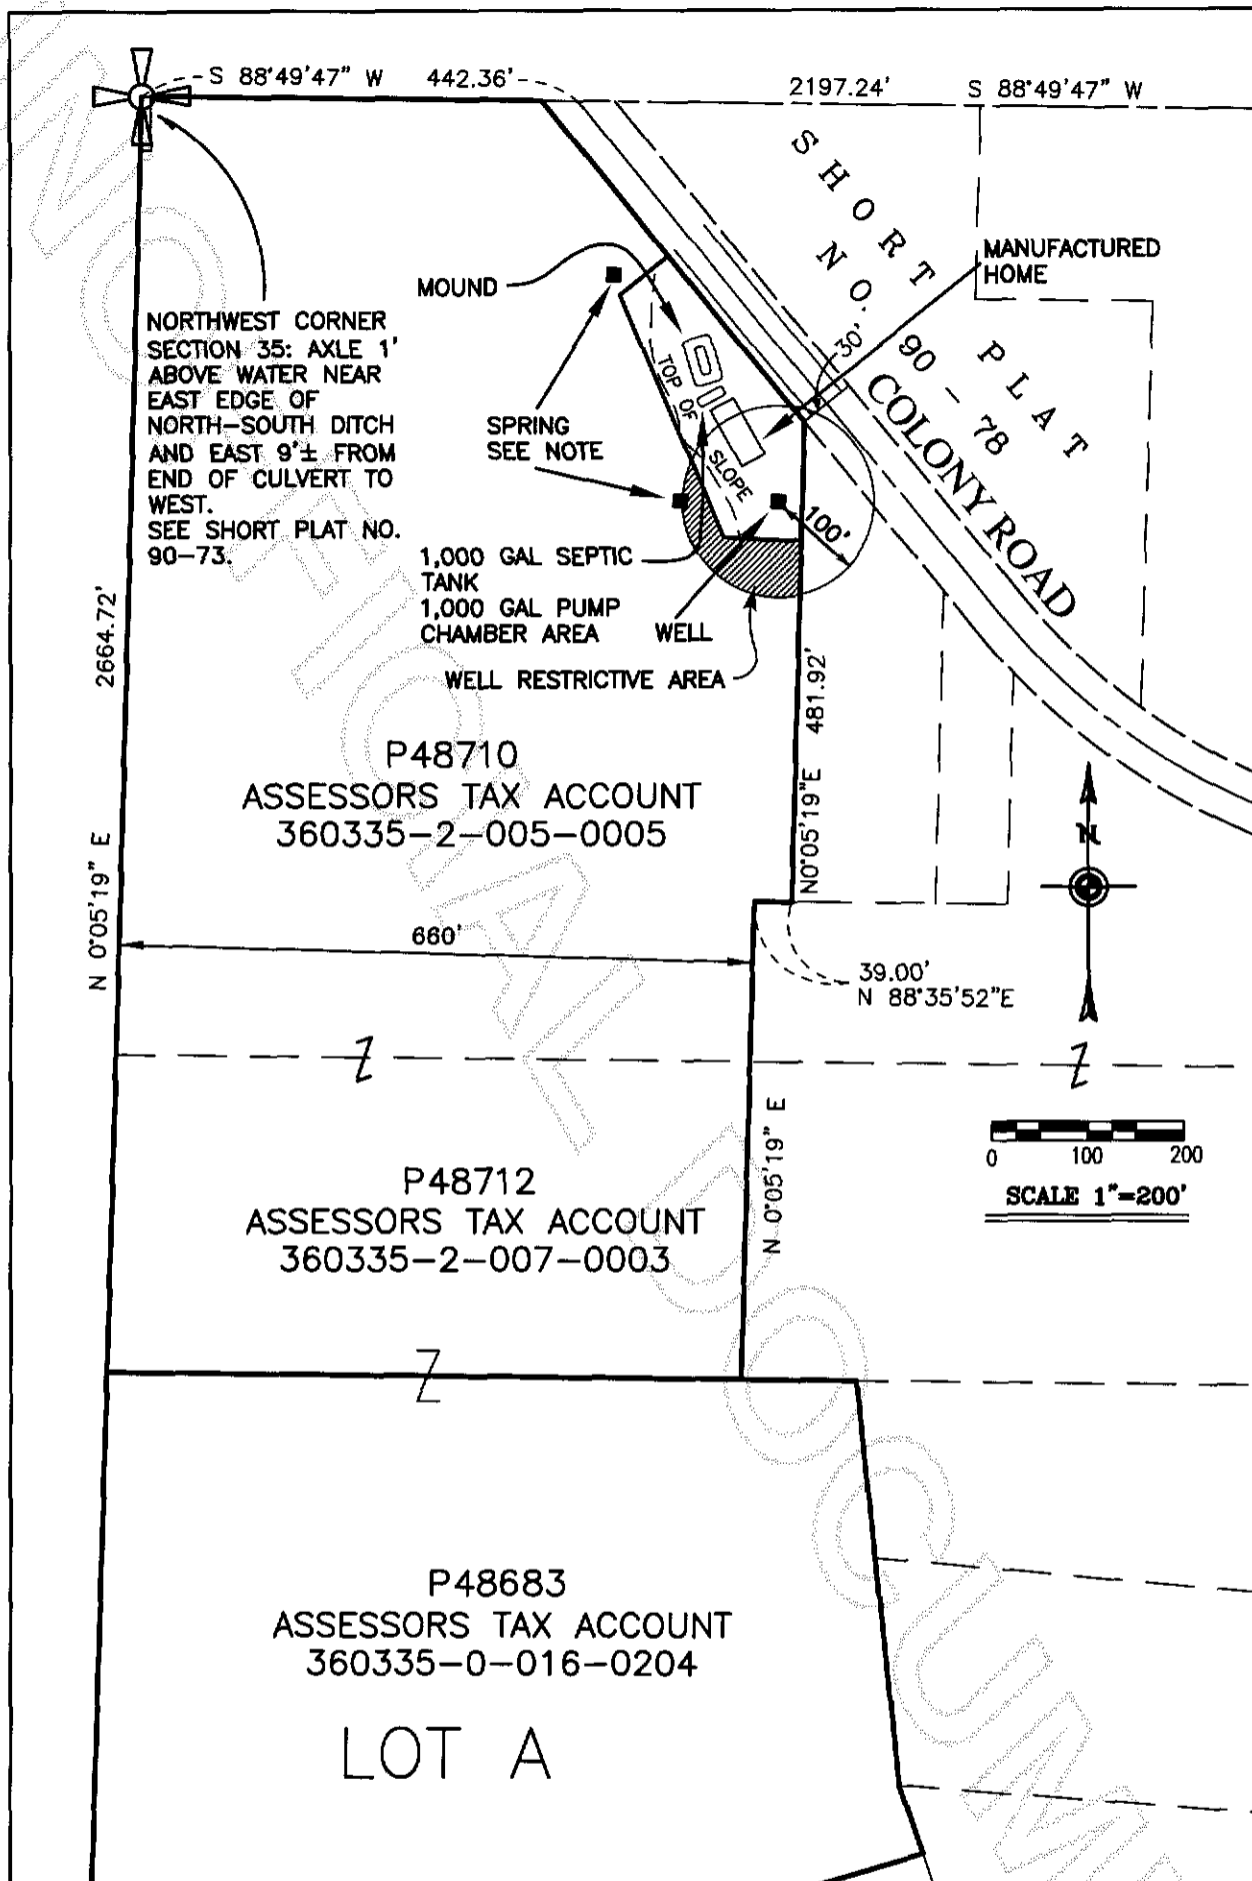 S 88°49'47" W 442.36'
2197.24' S 88°49'47" W
SHORT PLAT
NO. 90-78
MANUFACTURED
HOME
MOUND
30'
COLONY ROAD
NORTHWEST CORNER
SECTION 35: AXLE 1'
ABOVE WATER NEAR
EAST EDGE OF
NORTH-SOUTH DITCH
AND EAST 9'± FROM
END OF CULVERT TO
WEST.
SEE SHORT PLAT NO.
90-73.
TOP OF SLOPE
SPRING
SEE NOTE
100'
1,000 GAL SEPTIC
TANK
1,000 GAL PUMP
CHAMBER AREA
WELL
WELL RESTRICTIVE AREA
2664.72'
N 0°05'19" E
N0°05'19"E 481.92'
P48710
ASSESSORS TAX ACCOUNT
360335-2-005-0005
N
660'
39.00'
N 88°35'52"E
Z
Z
N 0°05'19" E
0 100 200
SCALE 1"=200'
P48712
ASSESSORS TAX ACCOUNT
360335-2-007-0003
Z
P48683
ASSESSORS TAX ACCOUNT
360335-0-016-0204
LOT A
UNOFFICIAL DOCUME